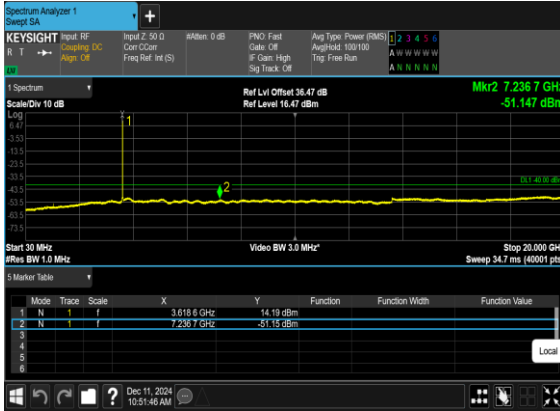 Spectrum Analyzer 1
Swept SA
+
KEYSIGHT Input: RF Input Z: 50 Ω #Atten: 0 dB PNO: Fast Avg Type: Power (RMS) 1 2 3 4 5 6
R T Coupling: DC Corr CCorr Gate: Off Avg|Hold: 100/100 A W W W W W
Align: Off Freq Ref: Int (S) IF Gain: High Trig: Free Run
Sig Track: Off A N N N N N
1 Spectrum Ref Lvl Offset 36.47 dB Mkr2 7.236 7 GHz
Scale/Div 10 dB Ref Level 16.47 dBm -51.147 dBm
Log
6.47
-3.53
-13.5
-23.5
-33.5
-43.5
-53.5
-63.5
-73.5
1
2
DL1 -40.00 dBm
Start 30 MHz Video BW 3.0 MHz* Stop 20.000 GH
#Res BW 1.0 MHz Sweep 34.7 ms (40001 pts
5 Marker Table
Mode Trace Scale X Y Function Function Width Function Value
1 N 1 f 3.618 6 GHz 14.19 dBm
2 N 1 f 7.236 7 GHz -51.15 dBm
3
4
5
6
Local
? Dec 11, 2024
10:51:46 AM